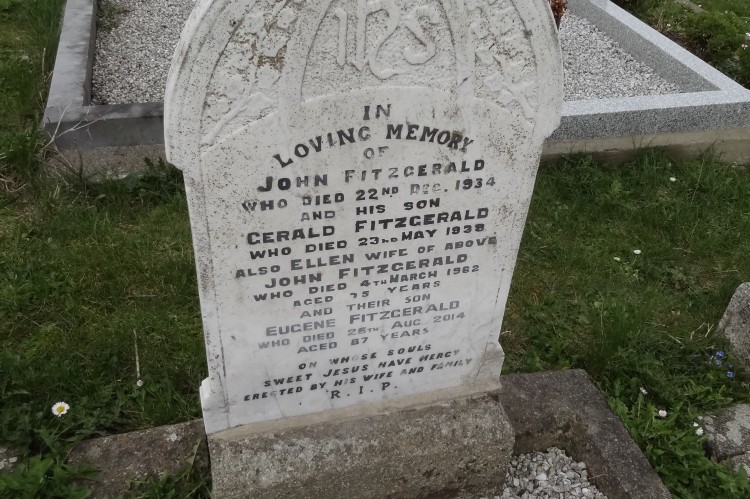 IHS
IN
LOVING MEMORY
OF
JOHN FITZGERALD
WHO DIED 22ND DEC. 1934
AND HIS SON
GERALD FITZGERALD
WHO DIED 23RD MAY 1939
ALSO ELLEN WIFE OF ABOVE
JOHN FITZGERALD
WHO DIED 4TH MARCH 1962
AGED 75 YEARS
AND THEIR SON
EUGENE FITZGERALD
WHO DIED 26TH AUG. 2014
AGED 87 YEARS
ON WHOSE SOULS
SWEET JESUS HAVE MERCY
ERECTED BY HIS WIFE AND FAMILY
R.I.P.